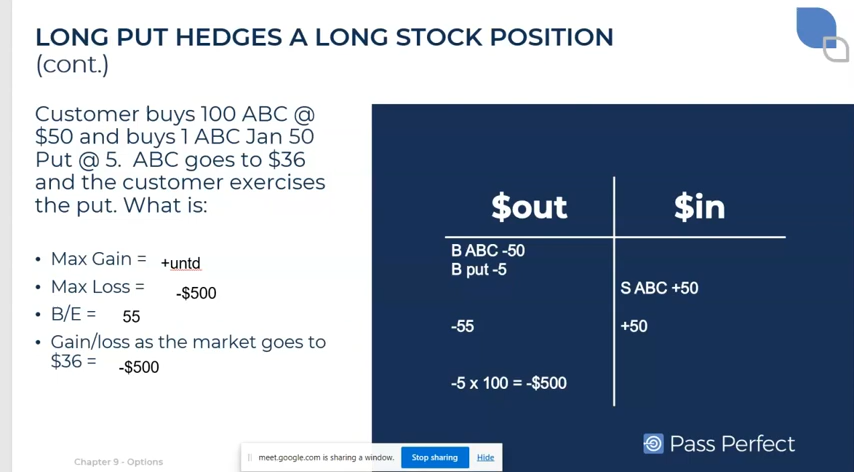 LONG PUT HEDGES A LONG STOCK POSITION
(cont.)
Customer buys 100 ABC @
$50 and buys 1 ABC Jan 50
Put @ 5. ABC goes to $36
and the customer exercises
the put. What is:
• Max Gain = +untd
• Max Loss = -$500
• B/E = 55
• Gain/loss as the market goes to
$36 = -$500
$out $in
B ABC -50
B put -5
S ABC +50
-55 +50
-5 x 100 = -$500
Pass Perfect
Chapter 9 - Options
meet.google.com is sharing a window. Stop sharing Hide